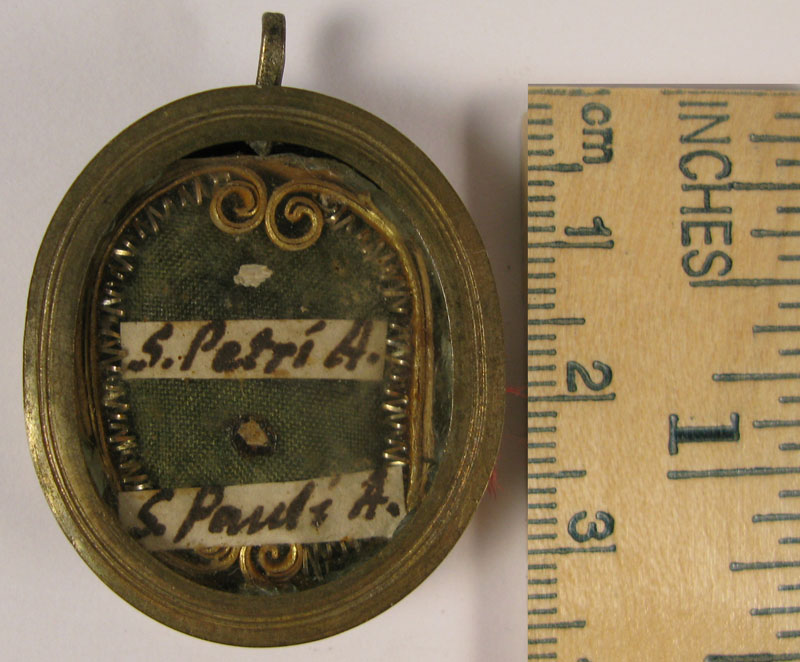 S. Petri A.
S. Pauli A.
cm
1
2
3
INCHES
1